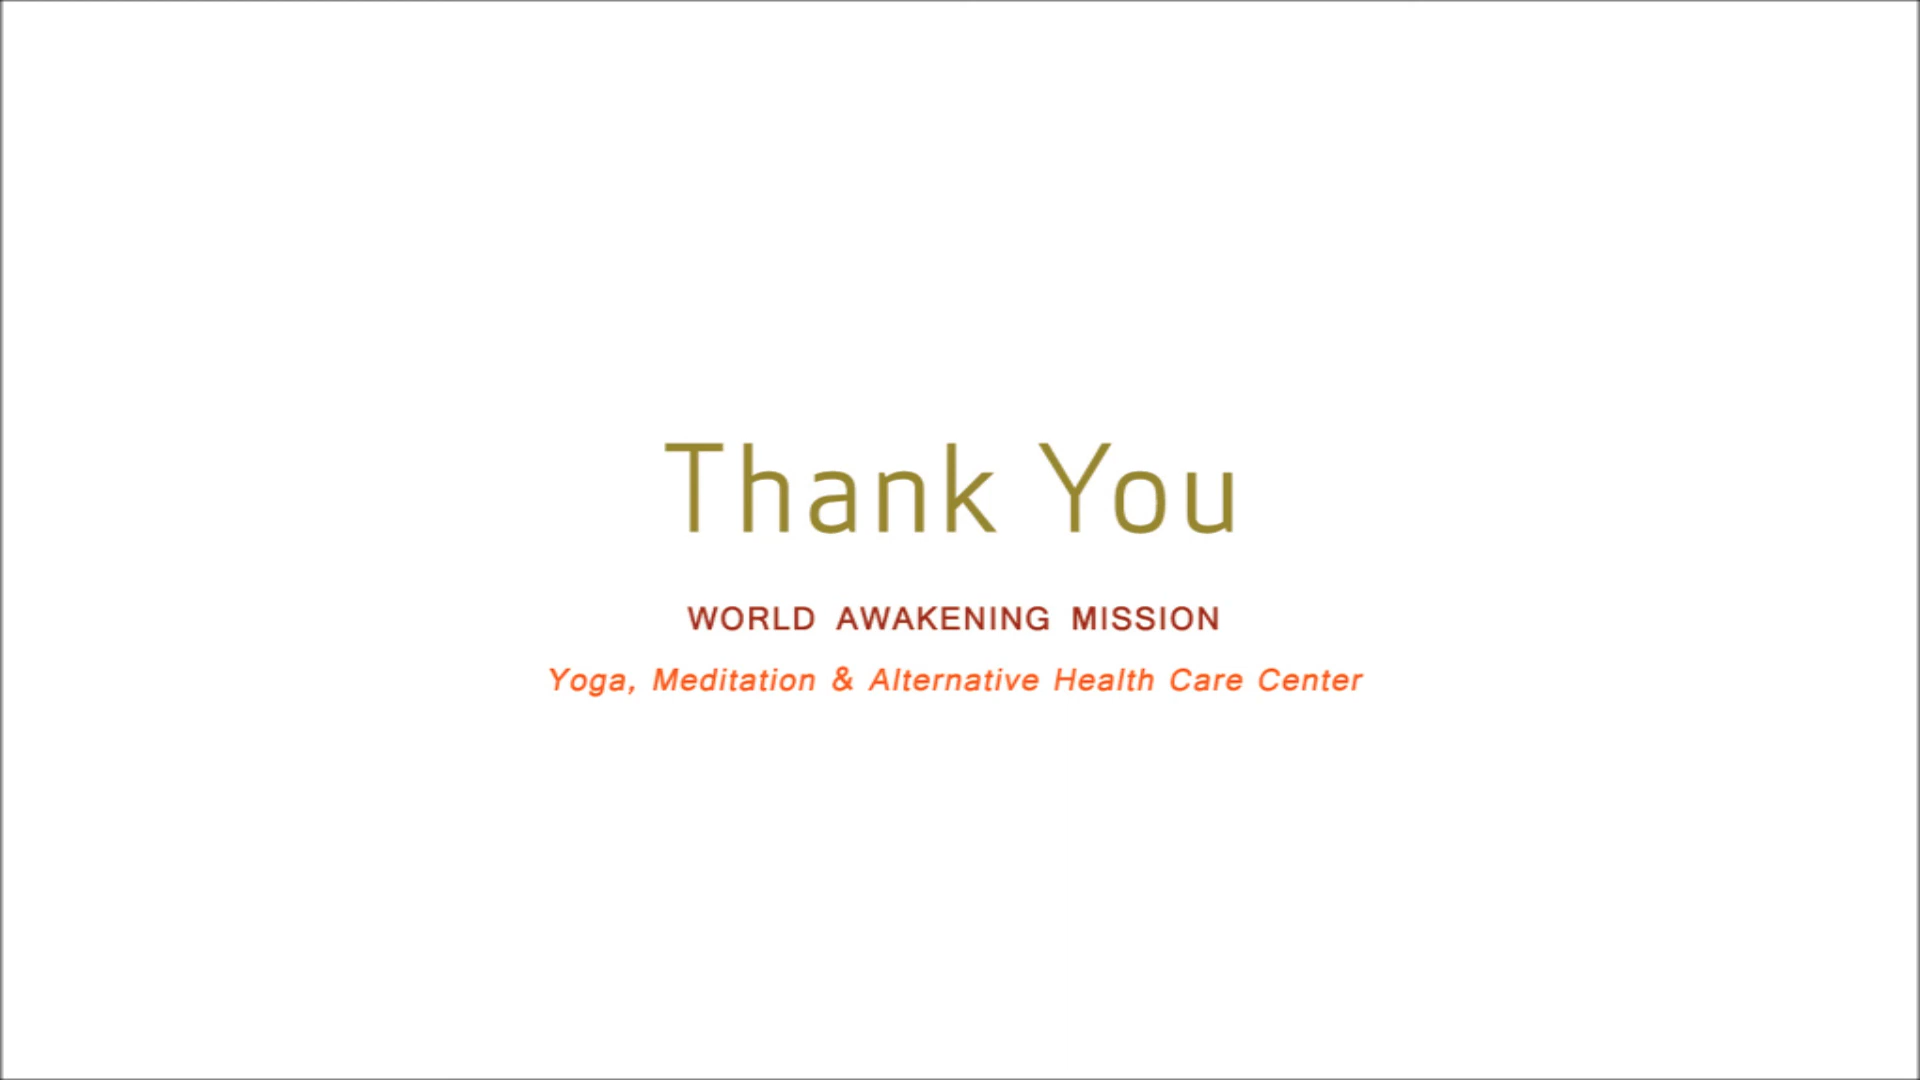 Thank You
WORLD AWAKENING MISSION
Yoga, Meditation & Alternative Health Care Center